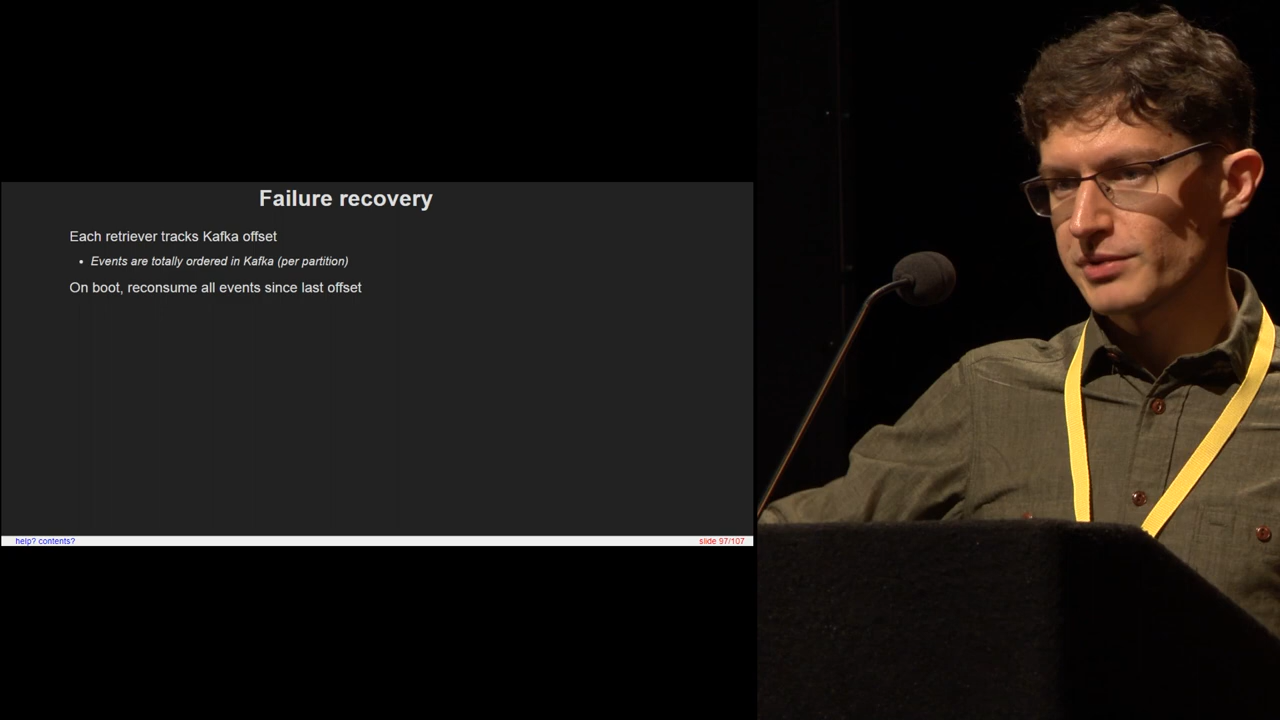 Failure recovery
Each retriever tracks Kafka offset
• Events are totally ordered in Kafka (per partition)
On boot, reconsume all events since last offset
help? contents?
slide 97/107